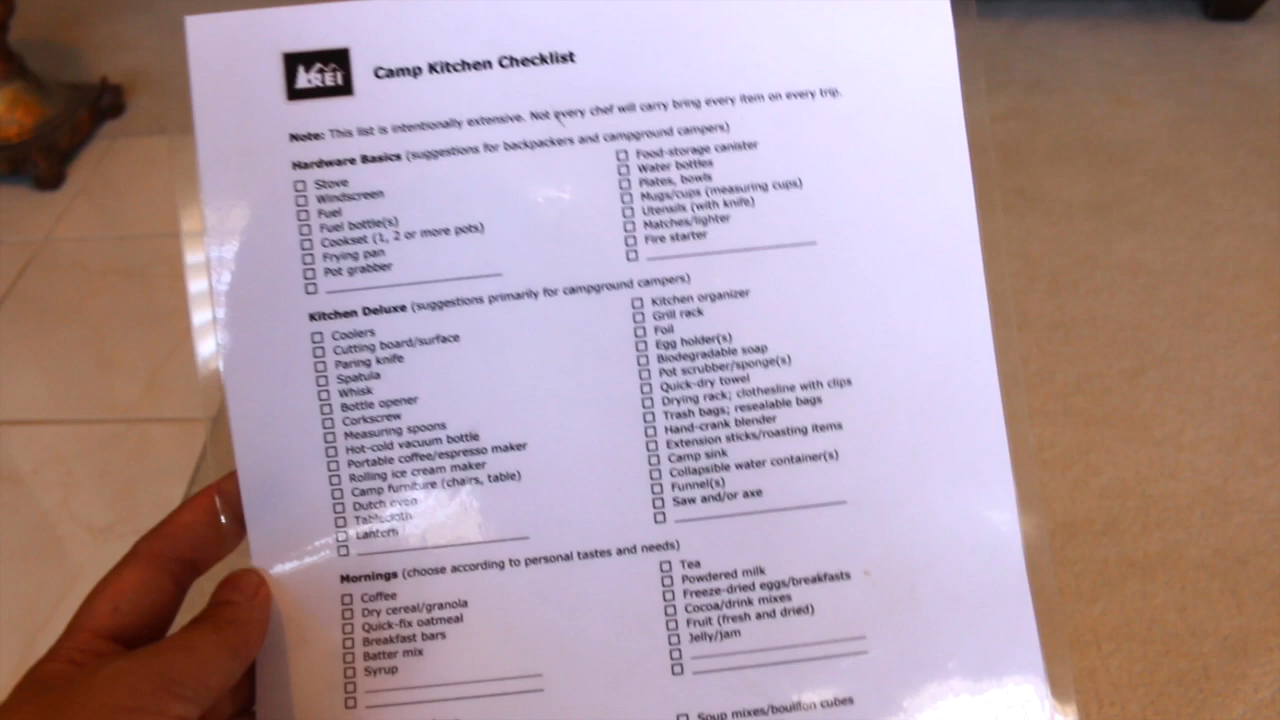 REI
Camp Kitchen Checklist
Note: This list is intentionally extensive. Not every chef will carry bring every item on every trip.
Hardware Basics (suggestions for backpackers and campground campers)
Stove
Windscreen
Fuel
Fuel bottle(s)
Cookset (1, 2 or more pots)
Frying pan
Pot grabber
Food-storage canister
Water bottles
Plates, bowls
Mugs/cups (measuring cups)
Utensils (with knife)
Matches/lighter
Fire starter
Kitchen Deluxe (suggestions primarily for campground campers)
Coolers
Cutting board/surface
Paring knife
Spatula
Whisk
Bottle opener
Corkscrew
Measuring spoons
Hot-cold vacuum bottle
Portable coffee/espresso maker
Rolling ice cream maker
Camp furniture (chairs, table)
Dutch oven
Tablecloth
Lantern
Kitchen organizer
Grill rack
Foil
Egg holder(s)
Biodegradable soap
Pot scrubber/sponge(s)
Quick-dry towel
Drying rack; clothesline with clips
Trash bags; resealable bags
Hand-crank blender
Extension sticks/roasting items
Camp sink
Collapsible water container(s)
Funnel(s)
Saw and/or axe
Mornings (choose according to personal tastes and needs)
Coffee
Dry cereal/granola
Quick-fix oatmeal
Breakfast bars
Batter mix
Syrup
Tea
Powdered milk
Freeze-dried eggs/breakfasts
Cocoa/drink mixes
Fruit (fresh and dried)
Jelly/jam
Soup mixes/bouillon cubes